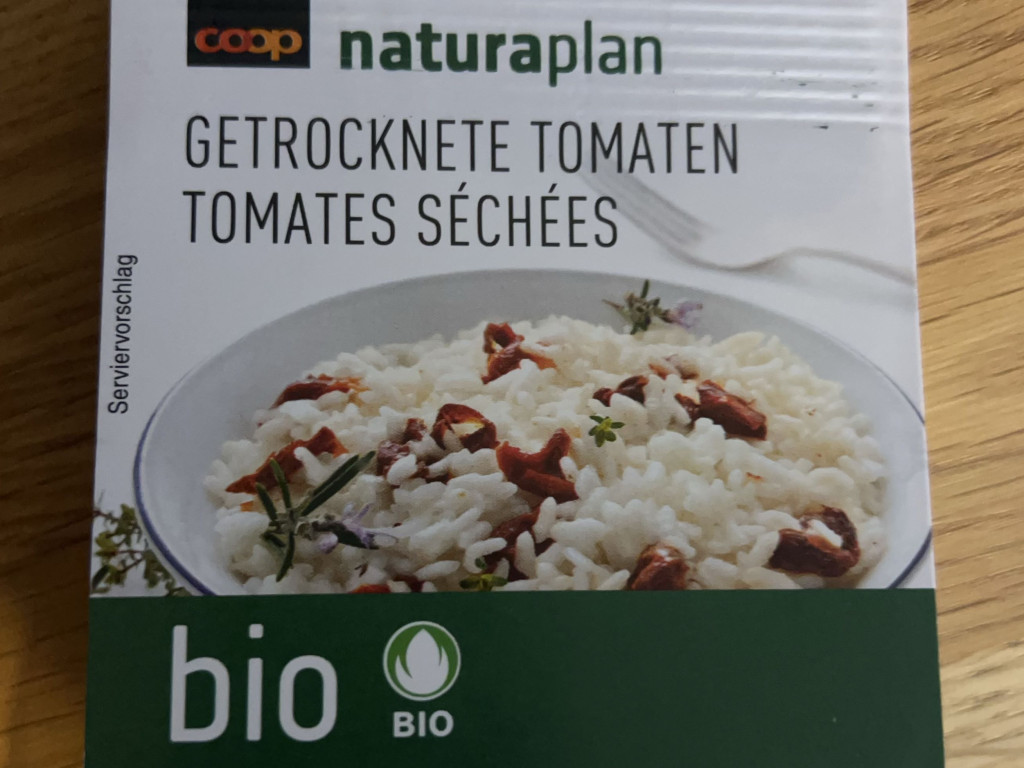 coop naturaplan
GETROCKNETE TOMATEN
TOMATES SÉCHÉES
Serviervorschlag
bio
BIO